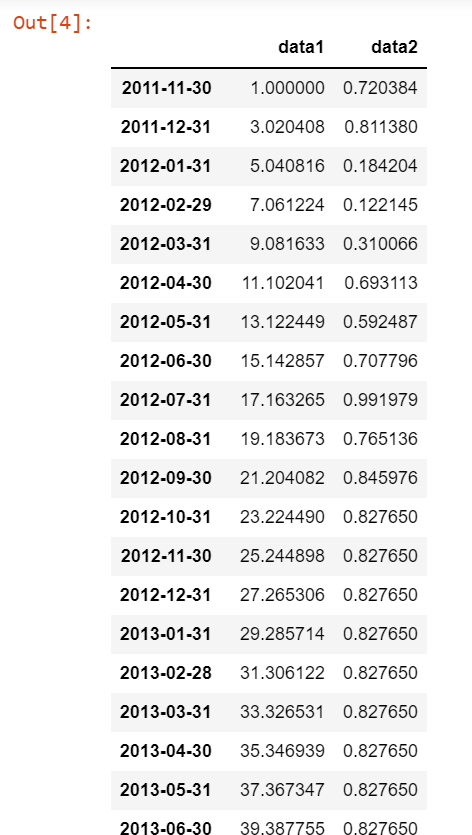 Out[4]:
data1 data2
2011-11-30 1.000000 0.720384
2011-12-31 3.020408 0.811380
2012-01-31 5.040816 0.184204
2012-02-29 7.061224 0.122145
2012-03-31 9.081633 0.310066
2012-04-30 11.102041 0.693113
2012-05-31 13.122449 0.592487
2012-06-30 15.142857 0.707796
2012-07-31 17.163265 0.991979
2012-08-31 19.183673 0.765136
2012-09-30 21.204082 0.845976
2012-10-31 23.224490 0.827650
2012-11-30 25.244898 0.827650
2012-12-31 27.265306 0.827650
2013-01-31 29.285714 0.827650
2013-02-28 31.306122 0.827650
2013-03-31 33.326531 0.827650
2013-04-30 35.346939 0.827650
2013-05-31 37.367347 0.827650
2013-06-30 39.387755 0.827650